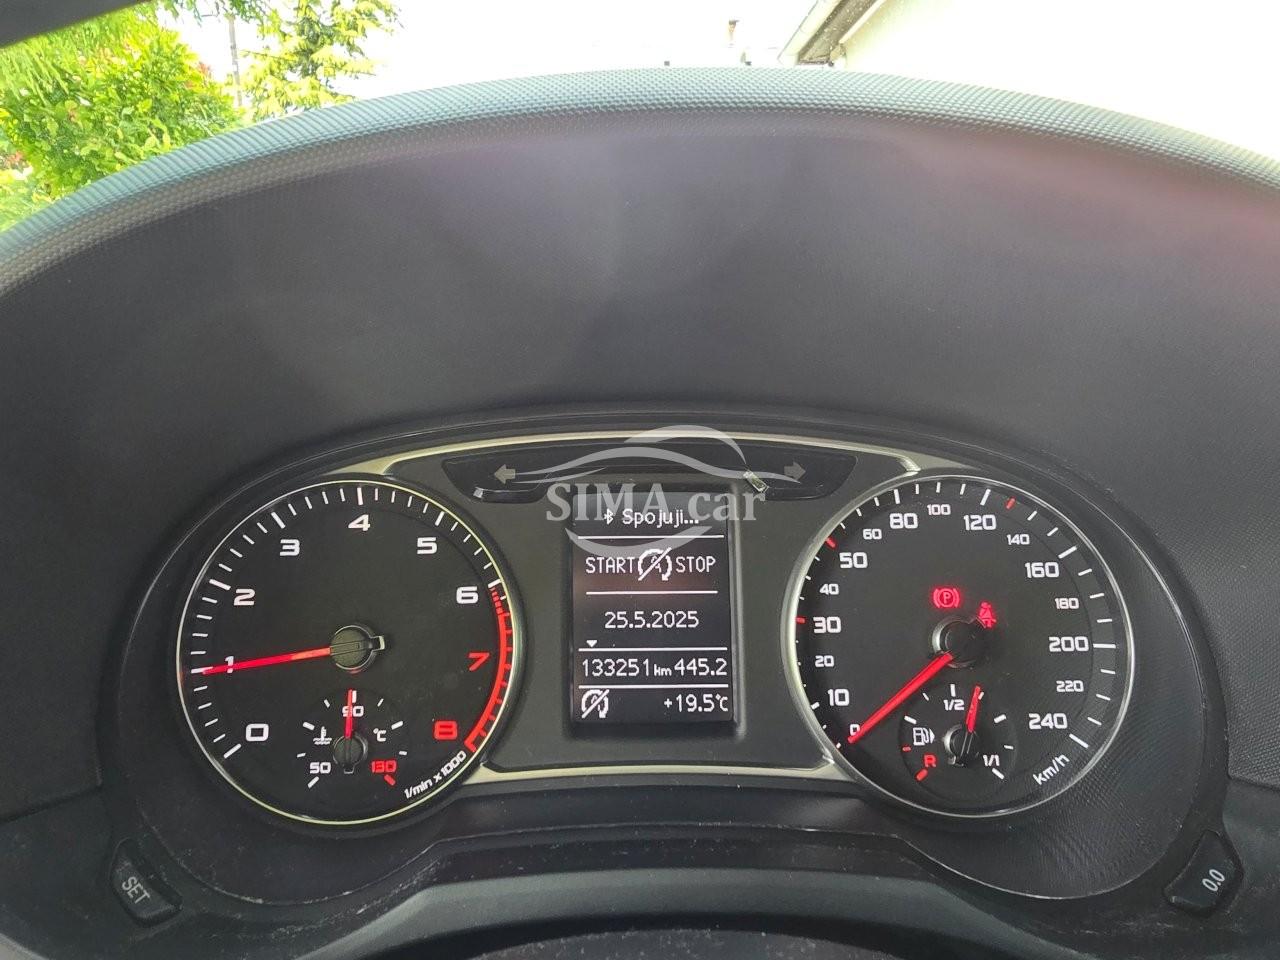 SIMA car
Spojuji...
START A STOP
25.5.2025
133251 km 445.2
+19.5°C
0
1
2
3
4
5
6
7
8
1/min x 1000
50
90
130
°C
0
10
20
30
40
50
60
80
100
120
140
160
180
200
220
240
km/h
(P)
R
1/2
1/1
SET
0.0